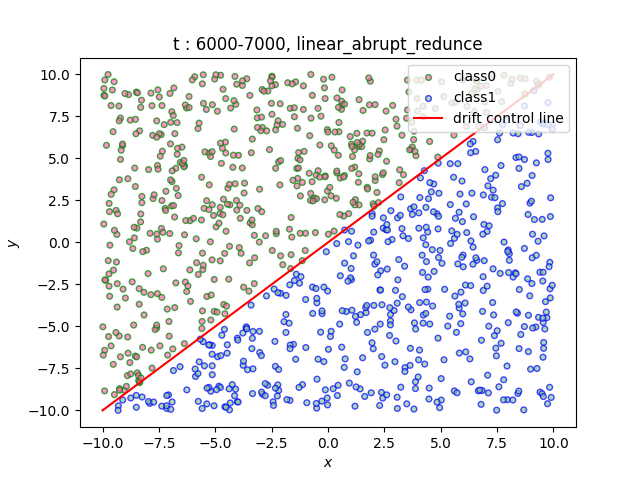 t : 6000-7000, linear_abrupt_redunce
class0
class1
drift control line
y
10.0
7.5
5.0
2.5
0.0
−2.5
−5.0
−7.5
−10.0
−10.0 −7.5 −5.0 −2.5 0.0 2.5 5.0 7.5 10.0
x